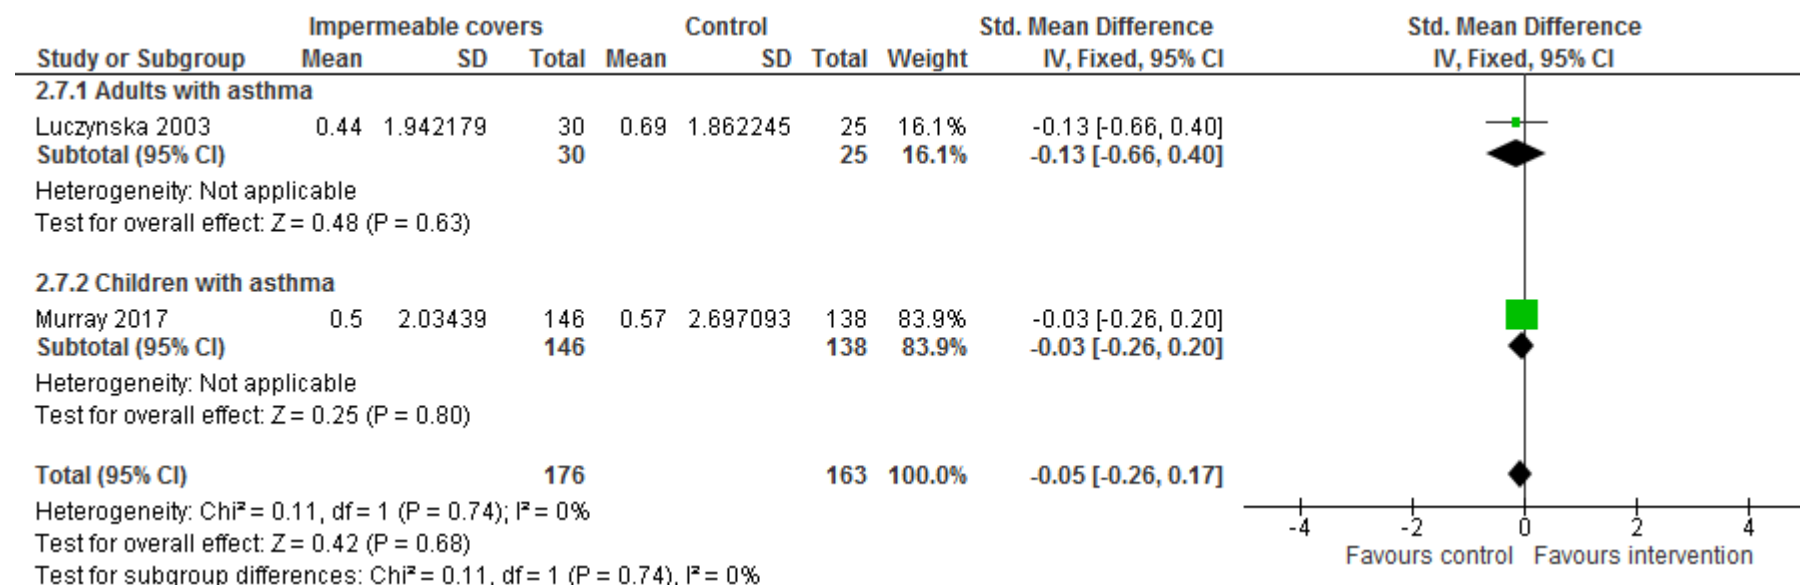 Impermeable covers Control Std. Mean Difference Std. Mean Difference
Study or Subgroup Mean SD Total Mean SD Total Weight IV, Fixed, 95% CI IV, Fixed, 95% CI
2.7.1 Adults with asthma
Luczynska 2003 0.44 1.942179 30 0.69 1.862245 25 16.1% -0.13 [-0.66, 0.40]
Subtotal (95% CI) 30 25 16.1% -0.13 [-0.66, 0.40]
Heterogeneity: Not applicable
Test for overall effect: Z = 0.48 (P = 0.63)
2.7.2 Children with asthma
Murray 2017 0.5 2.03439 146 0.57 2.697093 138 83.9% -0.03 [-0.26, 0.20]
Subtotal (95% CI) 146 138 83.9% -0.03 [-0.26, 0.20]
Heterogeneity: Not applicable
Test for overall effect: Z = 0.25 (P = 0.80)
Total (95% CI) 176 163 100.0% -0.05 [-0.26, 0.17]
Heterogeneity: Chi² = 0.11, df = 1 (P = 0.74); I² = 0%
Test for overall effect: Z = 0.42 (P = 0.68)
Test for subgroup differences: Chi² = 0.11, df = 1 (P = 0.74), I² = 0%
-4 -2 0 2 4
Favours control Favours intervention